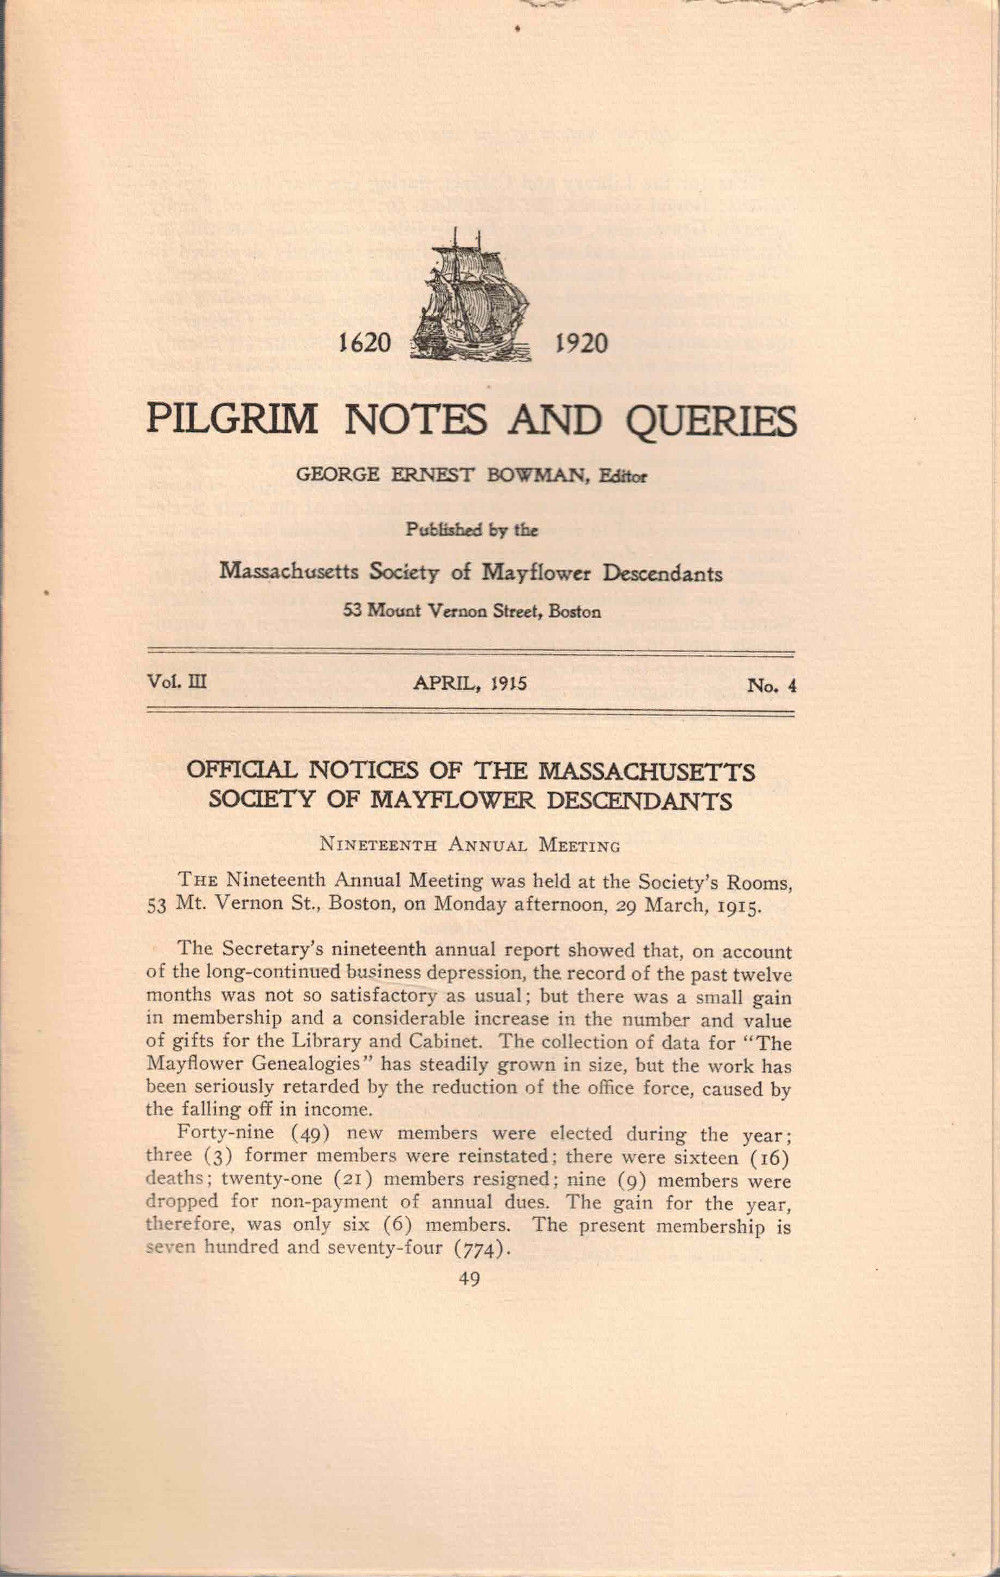 1620 1920
PILGRIM NOTES AND QUERIES
GEORGE ERNEST BOWMAN, Editor
Published by the
Massachusetts Society of Mayflower Descendants
53 Mount Vernon Street, Boston
Vol. III APRIL, 1915 No. 4
OFFICIAL NOTICES OF THE MASSACHUSETTS
SOCIETY OF MAYFLOWER DESCENDANTS
NINETEENTH ANNUAL MEETING
THE Nineteenth Annual Meeting was held at the Society's Rooms,
53 Mt. Vernon St., Boston, on Monday afternoon, 29 March, 1915.
The Secretary's nineteenth annual report showed that, on account
of the long-continued business depression, the record of the past twelve
months was not so satisfactory as usual; but there was a small gain
in membership and a considerable increase in the number and value
of gifts for the Library and Cabinet. The collection of data for "The
Mayflower Genealogies" has steadily grown in size, but the work has
been seriously retarded by the reduction of the office force, caused by
the falling off in income.
Forty-nine (49) new members were elected during the year;
three (3) former members were reinstated; there were sixteen (16)
deaths; twenty-one (21) members resigned; nine (9) members were
dropped for non-payment of annual dues. The gain for the year,
therefore, was only six (6) members. The present membership is
seven hundred and seventy-four (774).
49